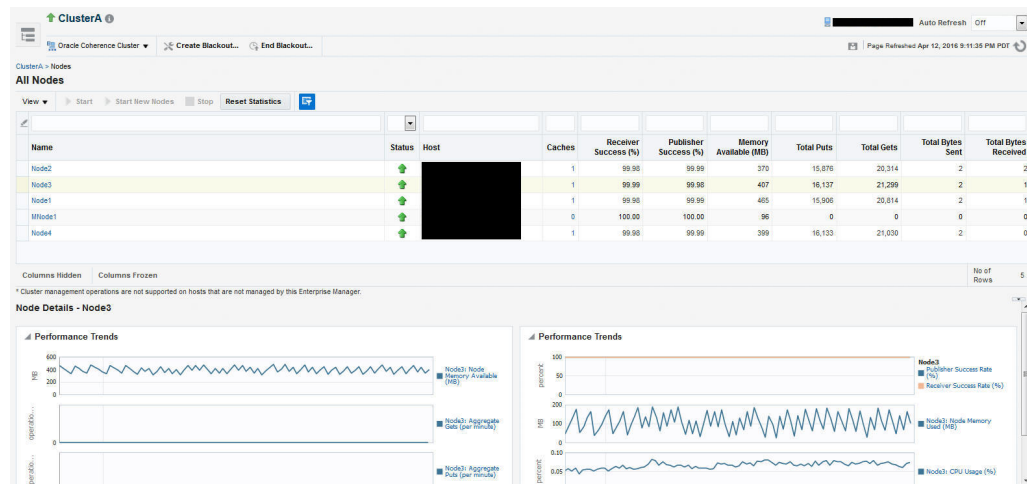 ClusterA
Auto Refresh Off
Oracle Coherence Cluster Create Blackout... End Blackout...
Page Refreshed Apr 12, 2016 9:11:35 PM PDT
ClusterA > Nodes
All Nodes
View Start Start New Nodes Stop Reset Statistics
Name Status Host Caches Receiver Success (%) Publisher Success (%) Memory Available (MB) Total Puts Total Gets Total Bytes Sent Total Bytes Received
Node2 1 99.98 99.99 370 15,876 20,314 2 2
Node3 1 99.99 99.98 407 16,137 21,299 2 1
Node1 1 99.98 99.99 465 15,906 20,814 2 1
MNode1 0 100.00 100.00 96 0 0 0 0
Node4 1 99.98 99.99 399 16,133 21,030 2 0
Columns Hidden Columns Frozen No of Rows 5
* Cluster management operations are not supported on hosts that are not managed by this Enterprise Manager.
Node Details - Node3
Performance Trends
MB
600
400
200
0
Node3: Node Memory Available (MB)
operatio...
0
Node3: Aggregate Gets (per minute)
operatio...
Node3: Aggregate Puts (per minute)
Performance Trends
percent
100
50
0
Node3
Publisher Success Rate (%)
Receiver Success Rate (%)
MB
200
100
0
Node3: Node Memory Used (MB)
percent
0.10
0.05
Node3: CPU Usage (%)